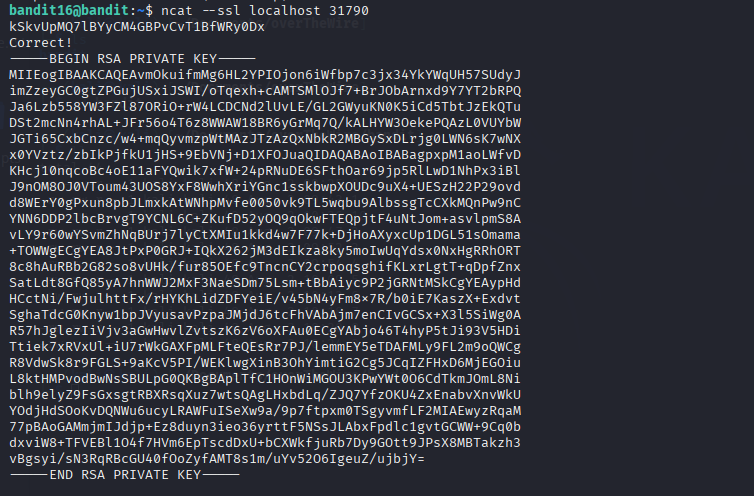 bandit16@bandit:~$ ncat --ssl localhost 31790
kSkvUpMQ7lBYyCM4GBPvCvT1BfWRy0Dx
Correct!
-----BEGIN RSA PRIVATE KEY-----
MIIEogIBAAKCAQEAvmOkuifmMg6HL2YPIOjon6iWfbp7c3jx34YkYWqUH57SUdyJ
imZzeyGC0gtZPGujUSxiJSWI/oTqexh+cAMTSMlOJf7+BrJObArnxd9Y7YT2bRPQ
Ja6Lzb558YW3FZl87ORiO+rW4LCDCNd2lUvLE/GL2GWyuKN0K5iCd5TbtJzEkQTu
DSt2mcNn4rhAL+JFr56o4T6z8WWAW18BR6yGrMq7Q/kALHYW3OekePQAzL0VUYbW
JGTi65CxbCnzc/w4+mqQyvmzpWtMAzJTzAzQxNbkR2MBGySxDLrjg0LWN6sK7wNX
x0YVztz/zbIkPjfkU1jHS+9EbVNj+D1XFOJuaQIDAQABAoIBABagpxpM1aoLWfvD
KHcj10nqcoBc4oE11aFYQwik7xfW+24pRNuDE6SFthOar69jp5RlLwD1NhPx3iBl
J9nOM8OJ0VToum43UOS8YxF8WwhXriYGnc1sskbwpXOUDc9uX4+UESzH22P29ovd
d8WErY0gPxun8pbJLmxkAtWNhpMvfe0050vk9TL5wqbu9AlbssgTcCXkMQnPw9nC
YNN6DDP2lbcBrvgT9YCNL6C+ZKufD52yOQ9qOkwFTEQpjtF4uNtJom+asvlpmS8A
vLY9r60wYSvmZhNqBUrj7lyCtXMIu1kkd4w7F77k+DjHoAXyxcUp1DGL51sOmama
+TOWWgECgYEA8JtPxP0GRJ+IQkX262jM3dEIkza8ky5moIwUqYdsx0NxHgRRhORT
8c8hAuRBb2G82so8vUHk/fur85OEfc9TncnCY2crpoqsghifKLxrLgtT+qDpfZnx
SatLdt8GfQ85yA7hnWWJ2MxF3NaeSDm75Lsm+tBbAiyc9P2jGRNtMSkCgYEAypHd
HCctNi/FwjulhttFx/rHYKhLidZDFYeiE/v45bN4yFm8x7R/b0iE7KaszX+Exdvt
SghaTdcG0Knyw1bpJVyusavPzpaJMjdJ6tcFhVAbAjm7enCIvGCSx+X3l5SiWg0A
R57hJglezIiVjv3aGwHwvlZvtszK6zV6oXFAu0ECgYAbjo46T4hyP5tJi93V5HDi
Ttiek7xRVxUl+iU7rWkGAXFpMLFteQEsRr7PJ/lemmEY5eTDAFMLy9FL2m9oQWCg
R8VdwSk8r9FGLS+9aKcV5PI/WEKlwgXinB3OhYimtiG2Cg5JCqIZFHxD6MjEGOiu
L8ktHMPvodBwNsSBULpG0QKBgBAplTfC1HOnWiMGOU3KPwYWt0O6CdTkmJOmL8Ni
blh9elyZ9FsGxsgtRBXRsqXuz7wtsQAgLHxbdLq/ZJQ7YfzOKU4ZxEnabvXnvWkU
YOdjHdSOoKvDQNWu6ucyLRAWFuISeXw9a/9p7ftpxm0TSgyvmfLF2MIAEwyzRqaM
77pBAoGAMmjmIJdjp+Ez8duyn3ieo36yrttF5NSsJLAbxFpdlc1gvtGCWW+9Cq0b
dxviW8+TFVEBl1O4f7HVm6EpTscdDxU+bCXWkfjuRb7Dy9GOtt9JPsX8MBTakzh3
vBgsyi/sN3RqRBcGU40fOoZyfAMT8s1m/uYv52O6IgeuZ/ujbjY=
-----END RSA PRIVATE KEY-----